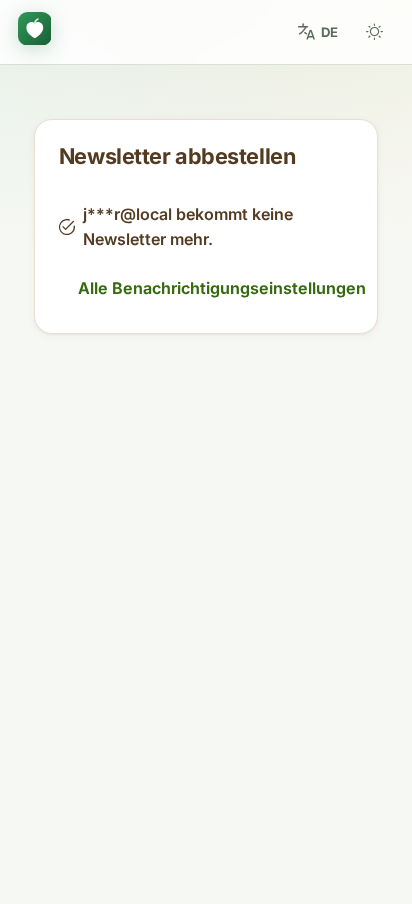 DE
Newsletter abbestellen
j***r@local bekommt keine
Newsletter mehr.
Alle Benachrichtigungseinstellungen